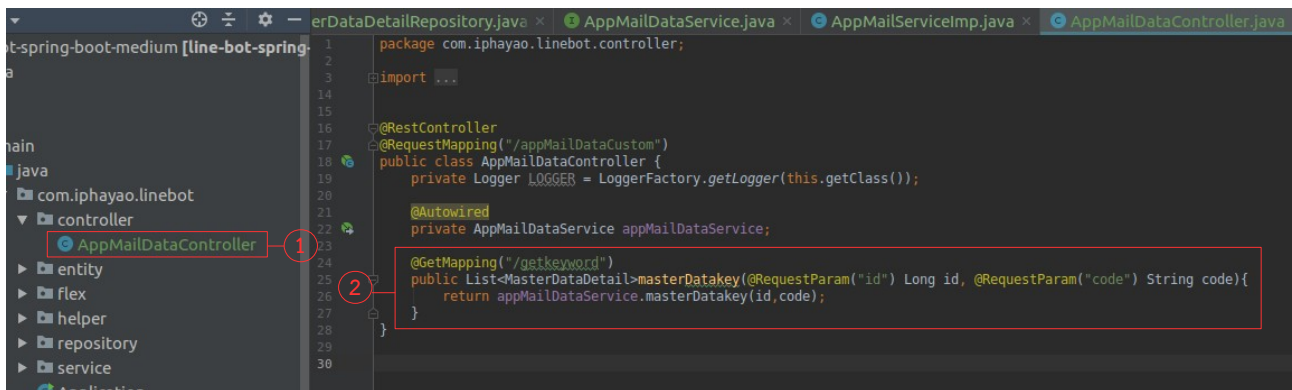 erDataDetailRepository.java × AppMailDataService.java × AppMailServiceImp.java × AppMailDataController.java
ot-spring-boot-medium [line-bot-spring-
a
main
java
com.iphayao.linebot
controller
AppMailDataController
1
entity
flex
helper
repository
service
Application
1 package com.iphayao.linebot.controller;
2
3 import ...
14
15
16 @RestController
17 @RequestMapping("/appMailDataCustom")
18 public class AppMailDataController {
19 private Logger LOGGER = LoggerFactory.getLogger(this.getClass());
20
21 @Autowired
22 private AppMailDataService appMailDataService;
23
2
24 @GetMapping("/getkeyword")
25 public List<MasterDataDetail>masterDatakey(@RequestParam("id") Long id, @RequestParam("code") String code){
26 return appMailDataService.masterDatakey(id,code);
27 }
28 }
29
30